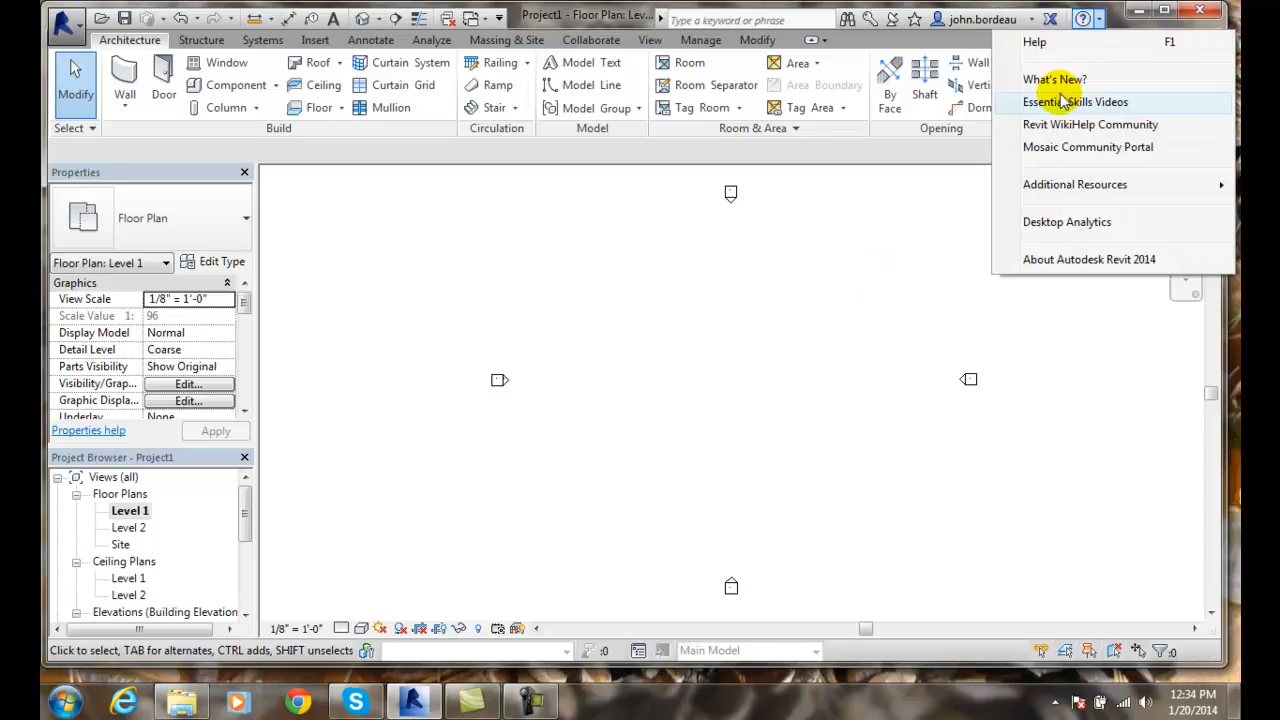 Project1 - Floor Plan: Lev...
Type a keyword or phrase
john.bordeau
Architecture Structure Systems Insert Annotate Analyze Massing & Site Collaborate View Manage Modify
Modify
Select
Wall
Door
Window
Component
Column
Roof
Ceiling
Floor
Curtain System
Curtain Grid
Mullion
Build
Railing
Ramp
Stair
Circulation
Model Text
Model Line
Model Group
Model
Room
Room Separator
Tag Room
Area
Tag Area
Room & Area
By
Face
Shaft
Wall
Verti
Dorn
Opening
Help F1
What's New?
Essential Skills Videos
Revit WikiHelp Community
Mosaic Community Portal
Additional Resources
Desktop Analytics
About Autodesk Revit 2014
Properties
Floor Plan
Floor Plan: Level 1 Edit Type
Graphics
View Scale 1/8" = 1'-0"
Scale Value 1: 96
Display Model Normal
Detail Level Coarse
Parts Visibility Show Original
Visibility/Grap... Edit...
Graphic Displa... Edit...
Underlay None
Properties help Apply
Project Browser - Project1
Views (all)
Floor Plans
Level 1
Level 2
Site
Ceiling Plans
Level 1
Level 2
Elevations (Building Elevation
1/8" = 1'-0"
Click to select, TAB for alternates, CTRL adds, SHIFT unselects
:0
Main Model
:0
12:34 PM
1/20/2014